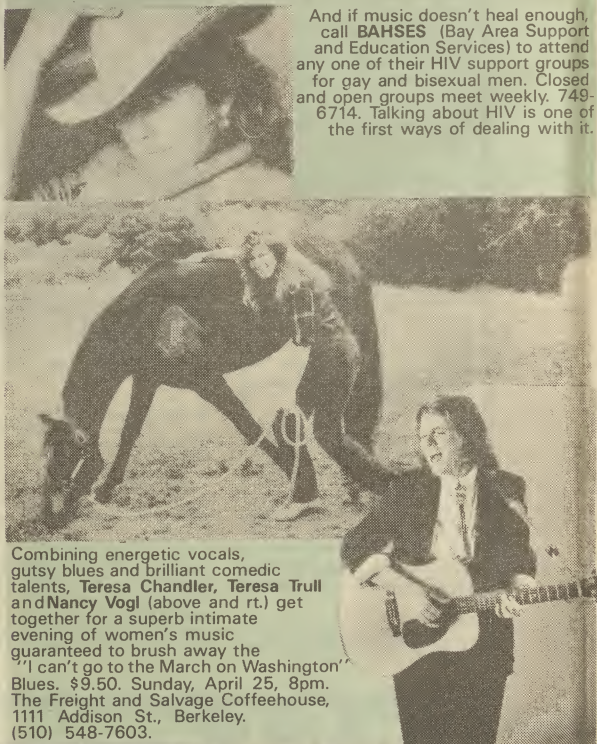 And if music doesn't heal enough,
call BAHSES (Bay Area Support
and Education Services) to attend
any one of their HIV support groups
for gay and bisexual men. Closed
and open groups meet weekly. 749-
6714. Talking about HIV is one of
the first ways of dealing with it.
Combining energetic vocals,
gutsy blues and brilliant comedic
talents, Teresa Chandler, Teresa Trull
and Nancy Vogl (above and rt.) get
together for a superb intimate
evening of women's music
guaranteed to brush away the
"I can't go to the March on Washington"
Blues. $9.50. Sunday, April 25, 8pm.
The Freight and Salvage Coffeehouse,
1111 Addison St., Berkeley.
(510) 548-7603.